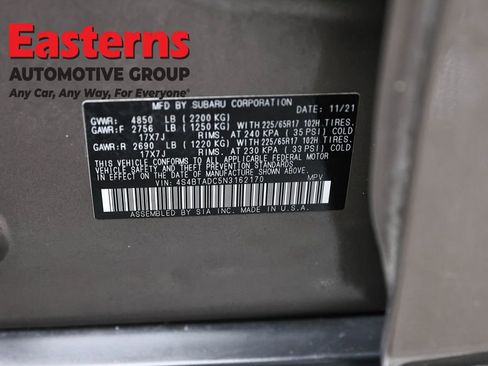 Easterns
AUTOMOTIVE GROUP
Any Car, Any Way, For Everyone®
MFD BY SUBARU CORPORATION DATE: 11/21
GVWR: 4850 LB (2200 KG)
GAWR:F 2756 LB (1250 KG) WITH 225/65R17 102H TIRES,
17X7J RIMS, AT 240 KPA (35 PSI) COLD
GAWR:R 2690 LB (1220 KG) WITH 225/65R17 102H TIRES,
17X7J RIMS, AT 230 KPA (33 PSI) COLD
THIS VEHICLE CONFORMS TO ALL APPLICABLE FEDERAL MOTOR
VEHICLE SAFETY AND THEFT PREVENTION STANDARDS IN EFFECT
ON THE DATE OF MANUFACTURE SHOWN ABOVE.
VIN: 4S4BTADC5N3162170 MPV
ASSEMBLED BY SIA INC. MADE IN U.S.A.